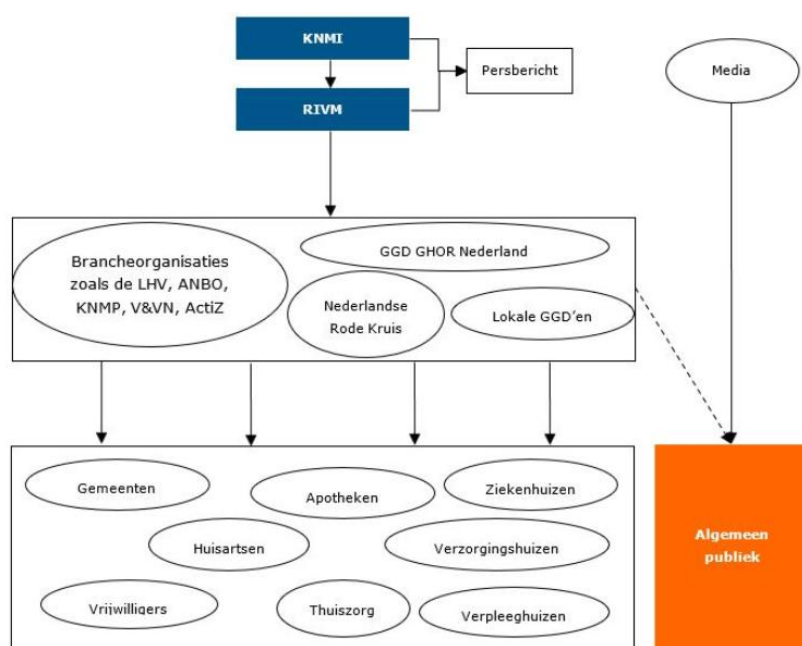 KNMI
Persbericht
Media
RIVM
Brancheorganisaties
zoals de LHV, ANBO,
KNMP, V&VN, ActiZ
GGD GHOR Nederland
Nederlandse
Rode Kruis
Lokale GGD'en
Gemeenten
Apotheken
Ziekenhuizen
Huisartsen
Verzorgingshuizen
Vrijwilligers
Thuiszorg
Verpleeghuizen
Algemeen
publiek